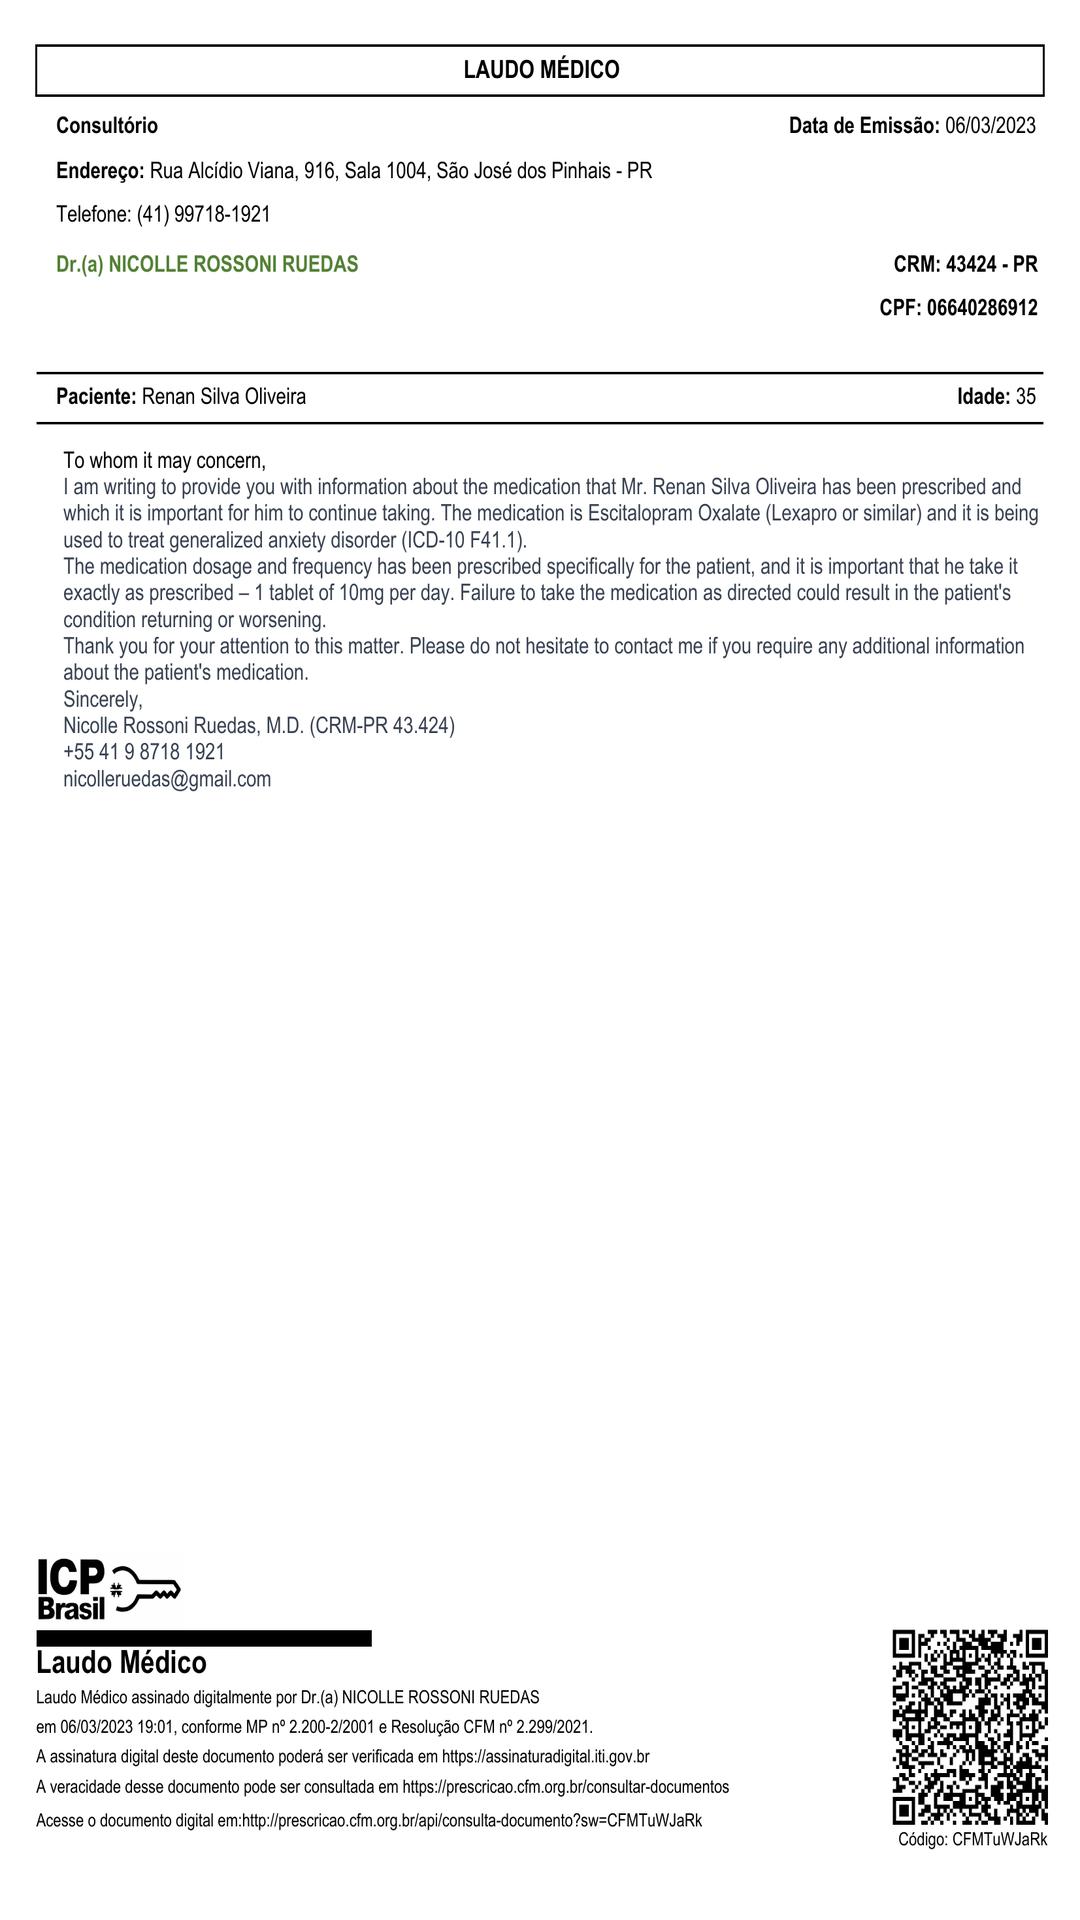 LAUDO MÉDICO
Consultório Data de Emissão: 06/03/2023
Endereço: Rua Alcídio Viana, 916, Sala 1004, São José dos Pinhais - PR
Telefone: (41) 99718-1921
Dr.(a) NICOLLE ROSSONI RUEDAS CRM: 43424 - PR
CPF: 06640286912
Paciente: Renan Silva Oliveira Idade: 35
To whom it may concern,
I am writing to provide you with information about the medication that Mr. Renan Silva Oliveira has been prescribed and
which it is important for him to continue taking. The medication is Escitalopram Oxalate (Lexapro or similar) and it is being
used to treat generalized anxiety disorder (ICD-10 F41.1).
The medication dosage and frequency has been prescribed specifically for the patient, and it is important that he take it
exactly as prescribed – 1 tablet of 10mg per day. Failure to take the medication as directed could result in the patient's
condition returning or worsening.
Thank you for your attention to this matter. Please do not hesitate to contact me if you require any additional information
about the patient's medication.
Sincerely,
Nicolle Rossoni Ruedas, M.D. (CRM-PR 43.424)
+55 41 9 8718 1921
nicolleruedas@gmail.com
ICP
Brasil
Laudo Médico
Laudo Médico assinado digitalmente por Dr.(a) NICOLLE ROSSONI RUEDAS
em 06/03/2023 19:01, conforme MP nº 2.200-2/2001 e Resolução CFM nº 2.299/2021.
A assinatura digital deste documento poderá ser verificada em https://assinaturadigital.iti.gov.br
A veracidade desse documento pode ser consultada em https://prescricao.cfm.org.br/consultar-documentos
Acesse o documento digital em:http://prescricao.cfm.org.br/api/consulta-documento?sw=CFMTuWJaRk
Código: CFMTuWJaRk